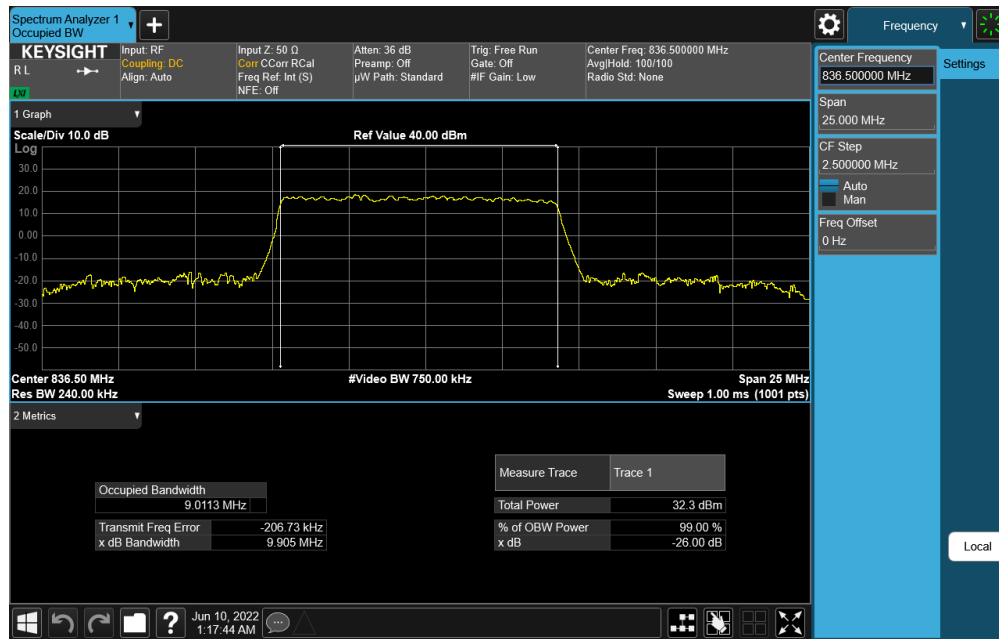 Spectrum Analyzer 1
Occupied BW
Frequency
KEYSIGHT
R L
LXI
Input: RF
Coupling: DC
Align: Auto
Input Z: 50 Ω
Corr CCorr RCal
Freq Ref: Int (S)
NFE: Off
Atten: 36 dB
Preamp: Off
µW Path: Standard
Trig: Free Run
Gate: Off
#IF Gain: Low
Center Freq: 836.500000 MHz
Avg|Hold: 100/100
Radio Std: None
Center Frequency
836.500000 MHz
Settings
Span
25.000 MHz
CF Step
2.500000 MHz
Auto
Man
Freq Offset
0 Hz
1 Graph
Scale/Div 10.0 dB
Ref Value 40.00 dBm
Log
30.0
20.0
10.0
0.00
-10.0
-20.0
-30.0
-40.0
-50.0
Center 836.50 MHz
#Video BW 750.00 kHz
Span 25 MHz
Res BW 240.00 kHz
Sweep 1.00 ms (1001 pts)
2 Metrics
Measure Trace
Trace 1
Occupied Bandwidth
9.0113 MHz
Total Power
32.3 dBm
Transmit Freq Error
-206.73 kHz
% of OBW Power
99.00 %
x dB Bandwidth
9.905 MHz
x dB
-26.00 dB
Local
?
Jun 10, 2022
1:17:44 AM